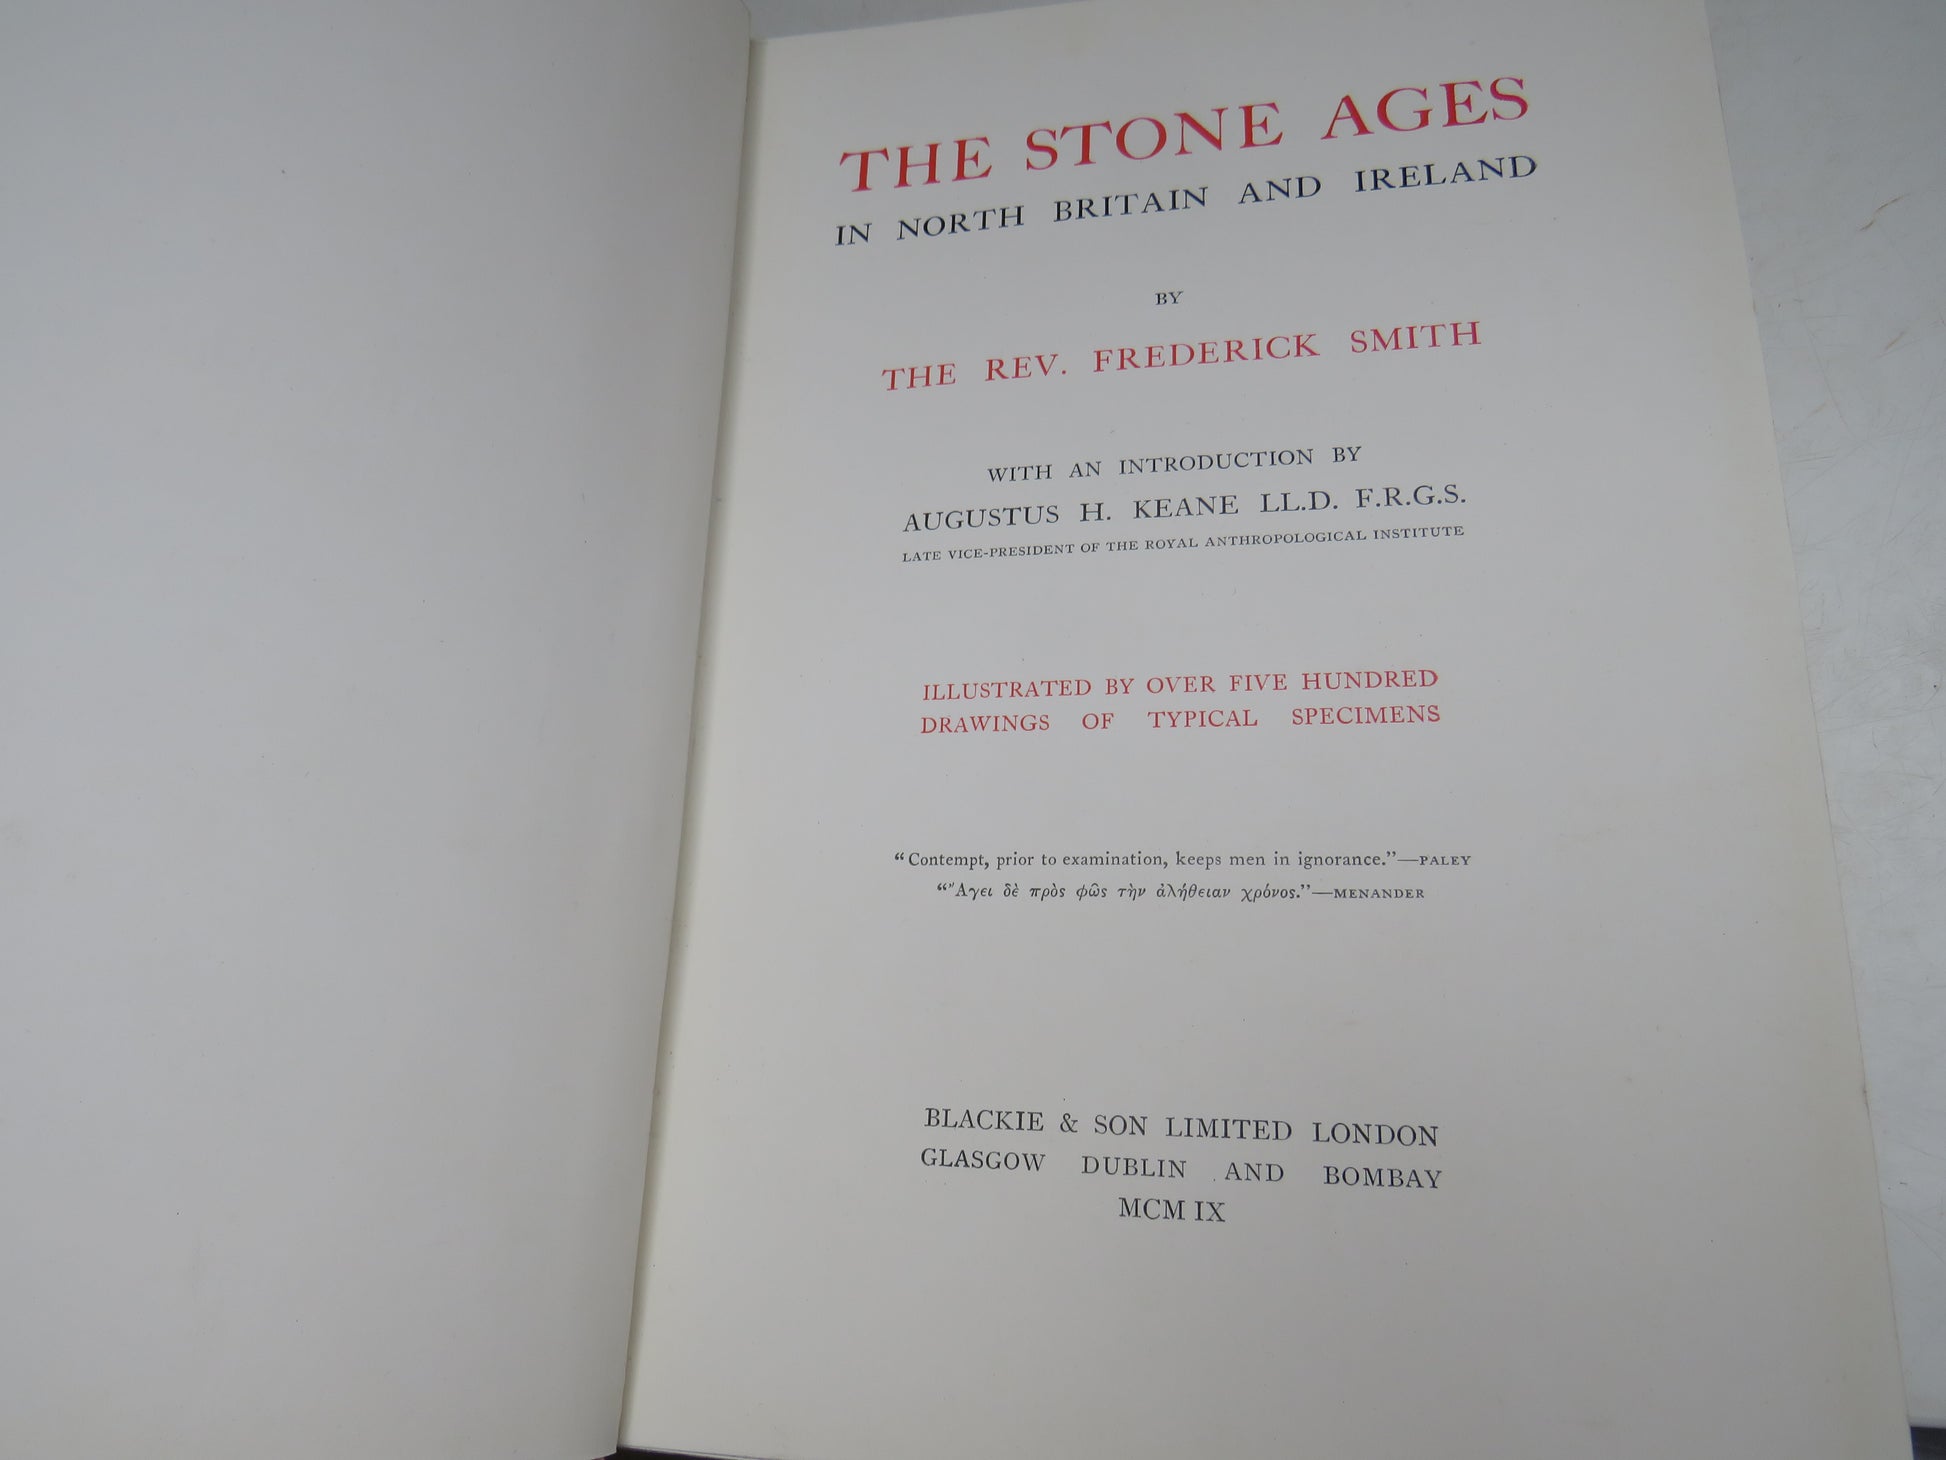 THE STONE AGES
IN NORTH BRITAIN AND IRELAND
BY
THE REV. FREDERICK SMITH
WITH AN INTRODUCTION BY
AUGUSTUS H. KEANE LL.D. F.R.G.S.
LATE VICE-PRESIDENT OF THE ROYAL ANTHROPOLOGICAL INSTITUTE
ILLUSTRATED BY OVER FIVE HUNDRED
DRAWINGS OF TYPICAL SPECIMENS
“Contempt, prior to examination, keeps men in ignorance.”—PALEY
“Ἄγει δὲ πρὸς φῶς τὴν ἀλήθειαν χρόνος.”—MENANDER
BLACKIE & SON LIMITED LONDON
GLASGOW DUBLIN AND BOMBAY
MCM IX